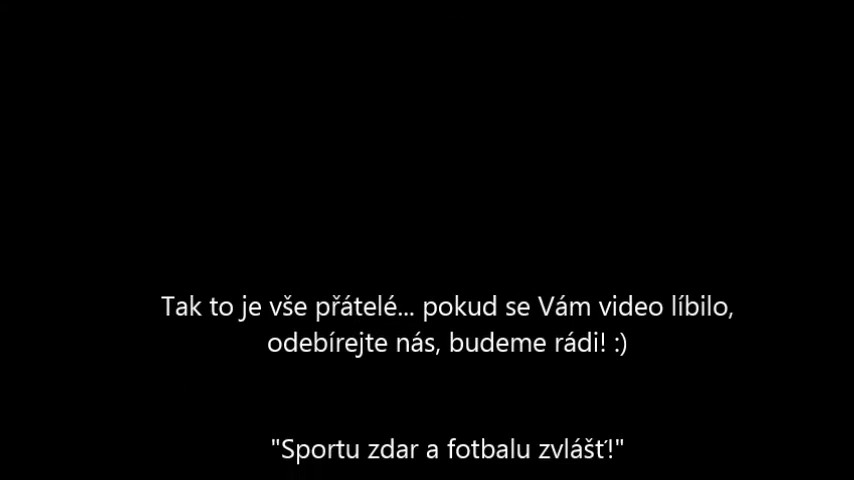 Tak to je vše přátelé... pokud se Vám video líbilo,
odebírejte nás, budeme rádi! :)
"Sportu zdar a fotbalu zvlášť!"